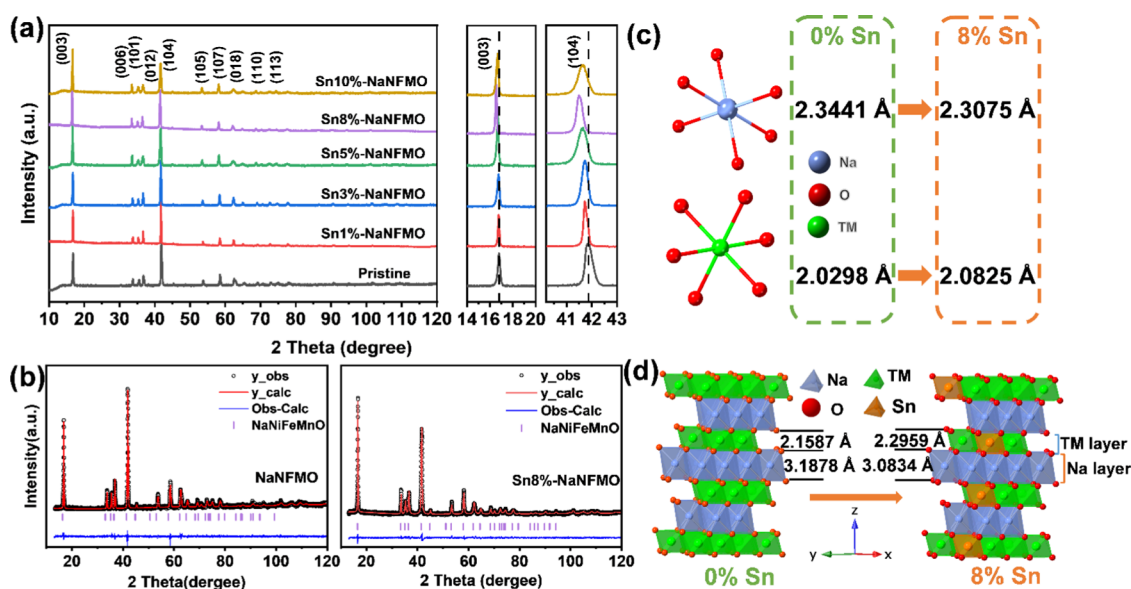 (a)
Intensity (a.u.)
(003)
(006)
(101)
(012)
(104)
(105)
(107)
(018)
(110)
(113)
Sn10%-NaNFMO
Sn8%-NaNFMO
Sn5%-NaNFMO
Sn3%-NaNFMO
Sn1%-NaNFMO
Pristine
10 20 30 40 50 60 70 80 90 100 110 120
(003)
14 16 18 20
(104)
41 42 43
2 Theta (degree)
(b)
Intensity(a.u.)
y_obs
y_calc
Obs-Calc
NaNiFeMnO
NaNFMO
20 40 60 80 100 120
2 Theta(dergee)
y_obs
y_calc
Obs-Calc
NaNiFeMnO
Sn8%-NaNFMO
20 40 60 80 100 120
2 Theta(dergee)
(c)
0% Sn
8% Sn
2.3441 Å
2.3075 Å
Na
O
TM
2.0298 Å
2.0825 Å
(d)
Na
TM
O
Sn
2.1587 Å
2.2959 Å
TM layer
3.1878 Å
3.0834 Å
Na layer
z
y
x
0% Sn
8% Sn